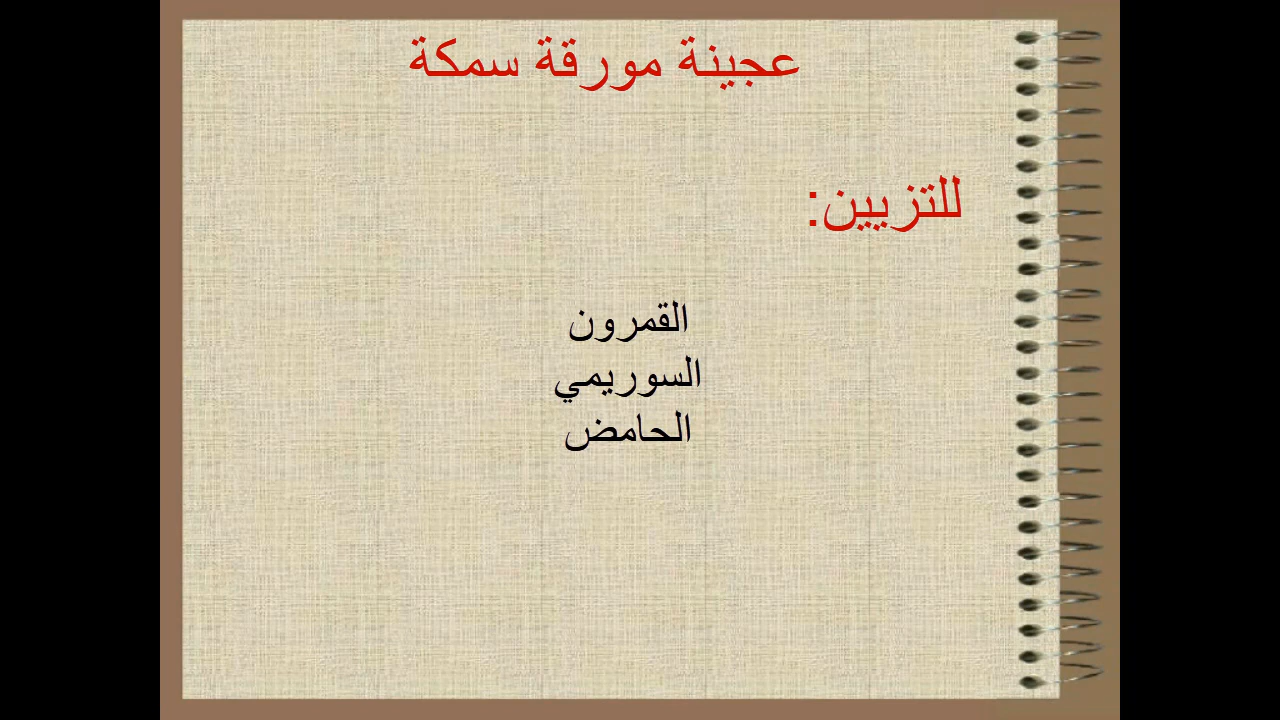 عجينة مورقة سمكة
للتزيين:
القمرون
السوريمي
الحامض